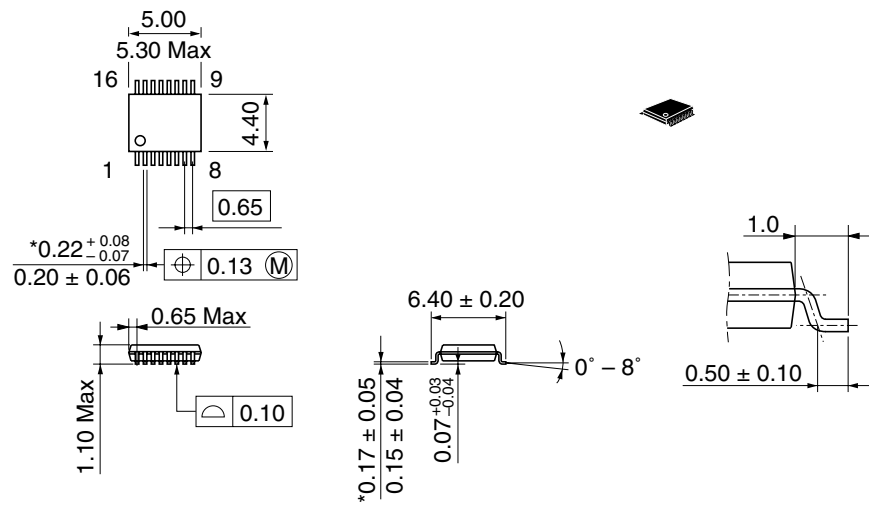 5.00
5.30 Max
16
9
4.40
1
8
0.65
*0.22 + 0.08 − 0.07
0.20 ± 0.06
0.13 Ⓜ
0.65 Max
1.10 Max
0.10
6.40 ± 0.20
0° – 8°
*0.17 ± 0.05
0.15 ± 0.04
0.07 +0.03 −0.04
1.0
0.50 ± 0.10